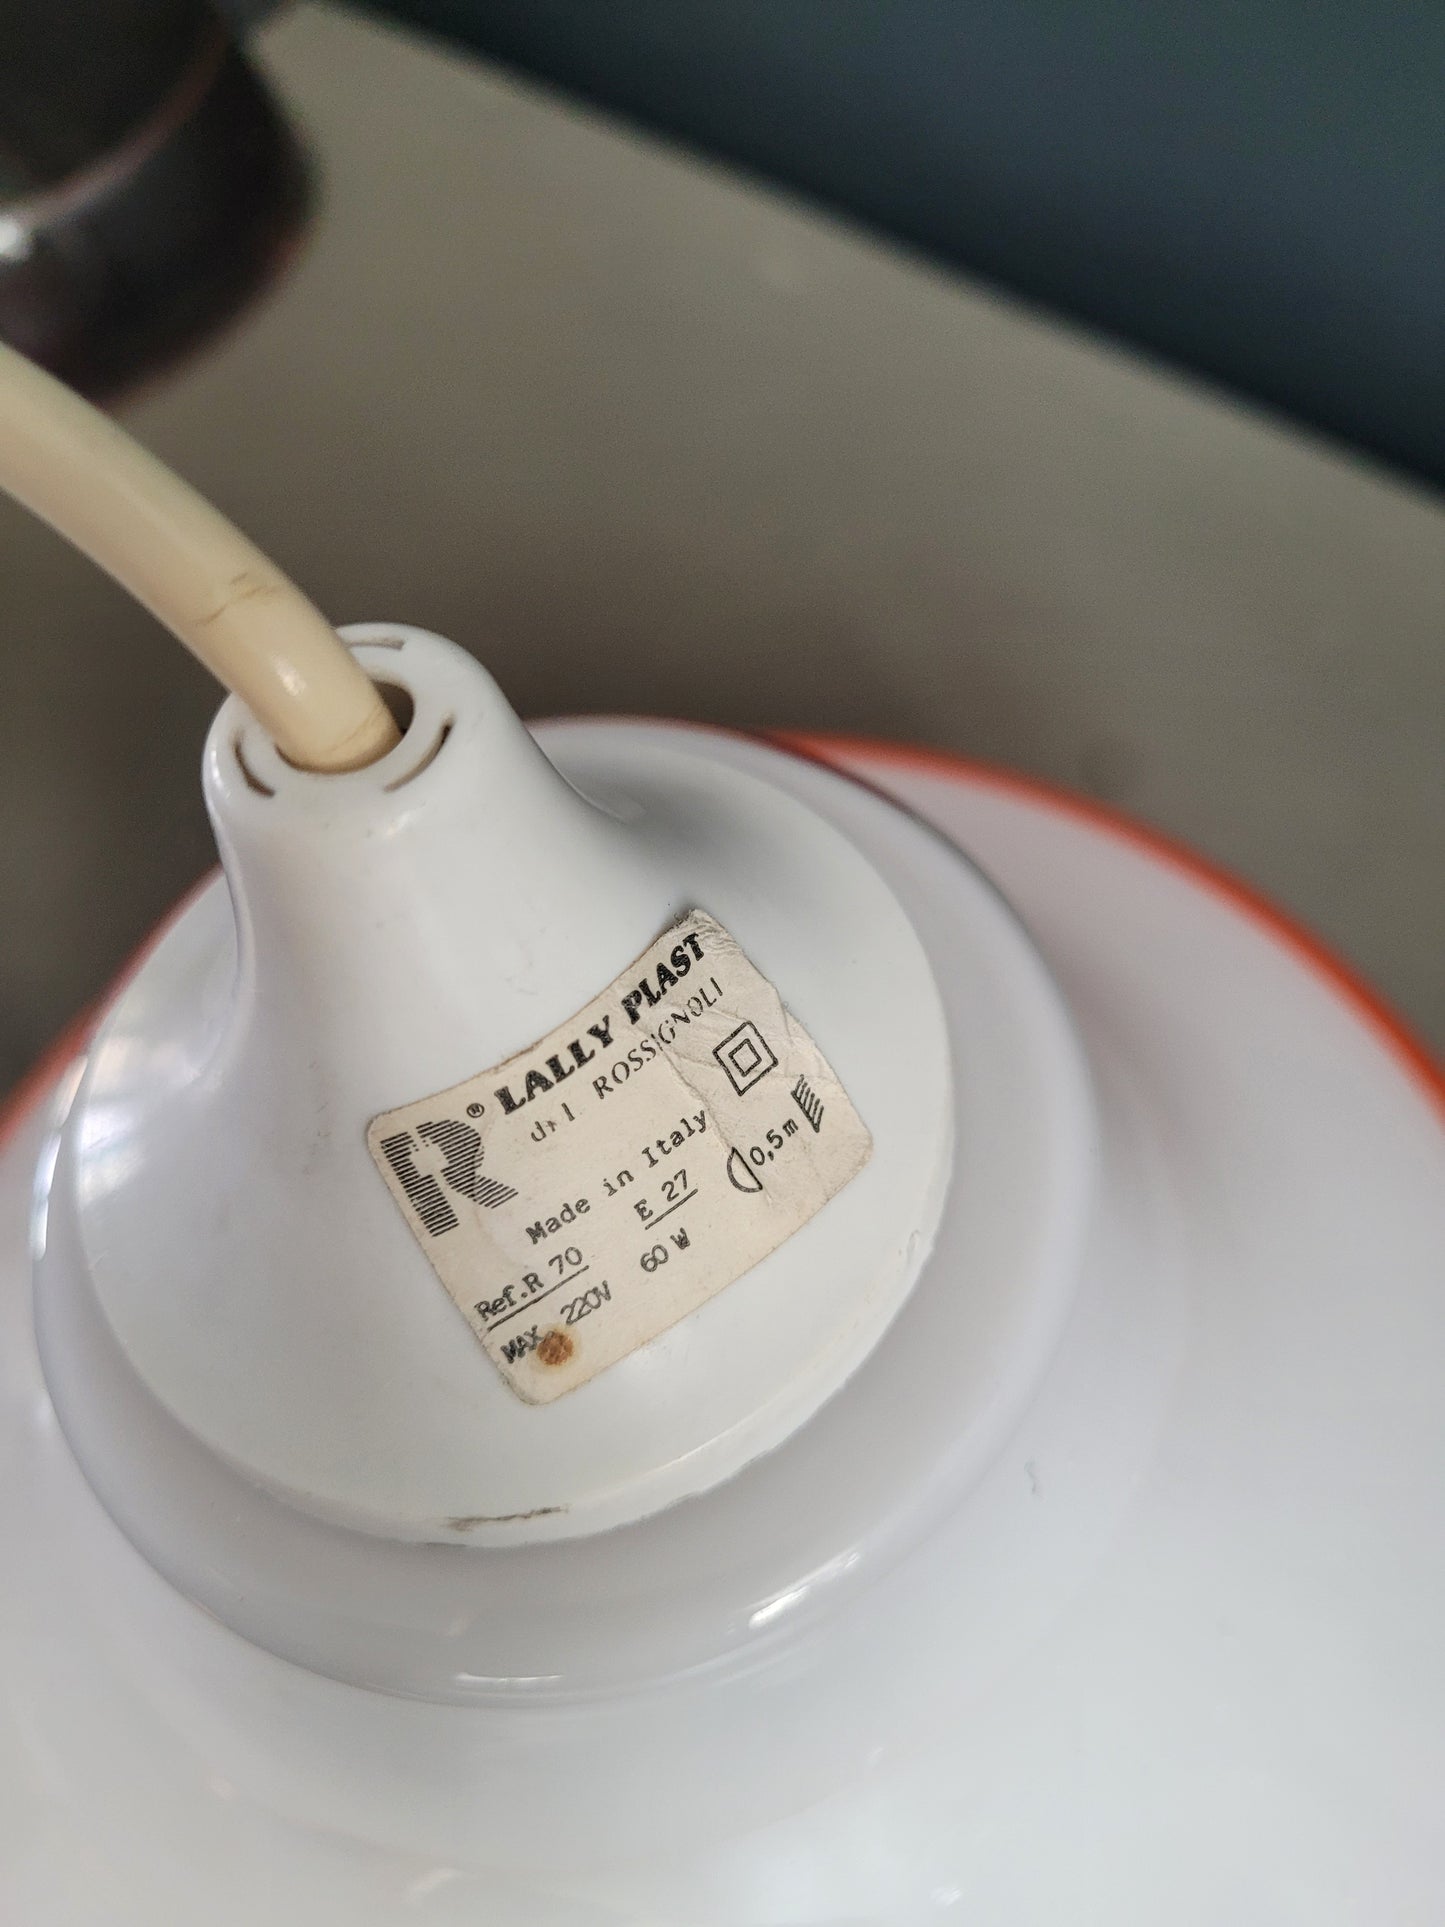 R® LALLY PLAST
di L. ROSSIGNOLI
Made in Italy
Ref.R 70 E 27
MAX 220V 60 W
0,5m